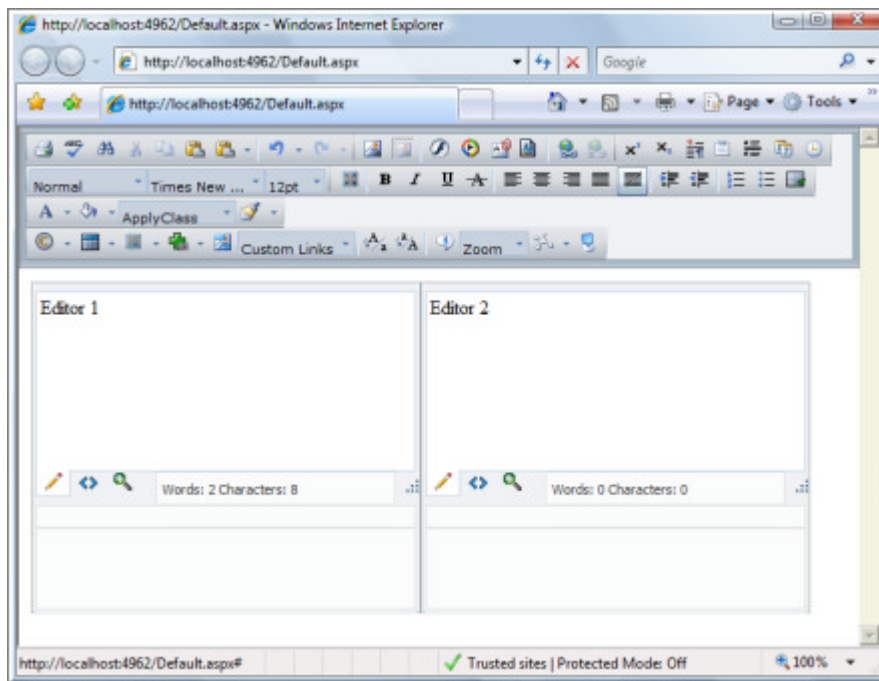 http://localhost:4962/Default.aspx - Windows Internet Explorer
http://localhost:4962/Default.aspx
Google
http://localhost:4962/Default.aspx
Page
Tools
Normal Times New ... 12pt B I U A
A ApplyClass
Custom Links Zoom
Editor 1
Editor 2
Words: 2 Characters: 8
Words: 0 Characters: 0
http://localhost:4962/Default.aspx#
Trusted sites | Protected Mode: Off
100%